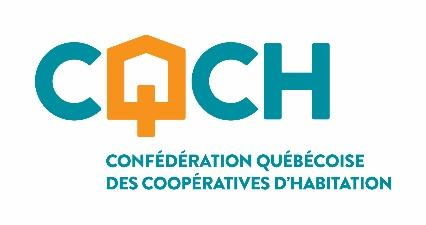 CQCH
CONFÉDÉRATION QUÉBÉCOISE
DES COOPÉRATIVES D'HABITATION